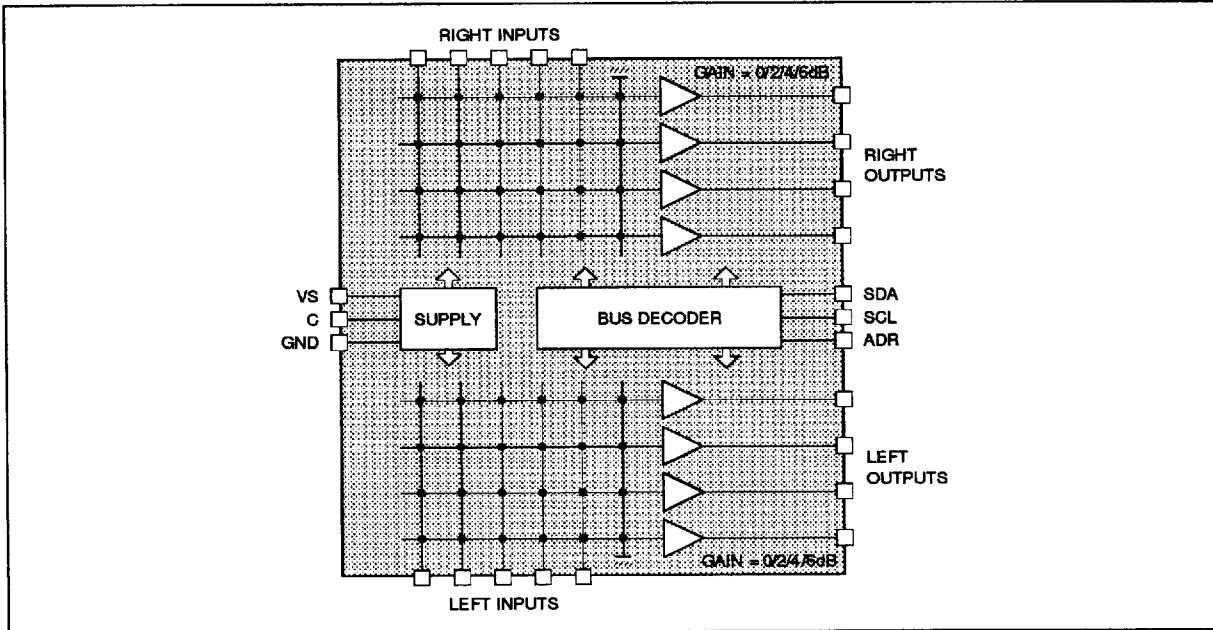 RIGHT INPUTS
GAIN = 0/2/4/6dB
RIGHT
OUTPUTS
VS
C
GND
SUPPLY
BUS DECODER
SDA
SCL
ADR
LEFT
OUTPUTS
GAIN = 0/2/4/6dB
LEFT INPUTS